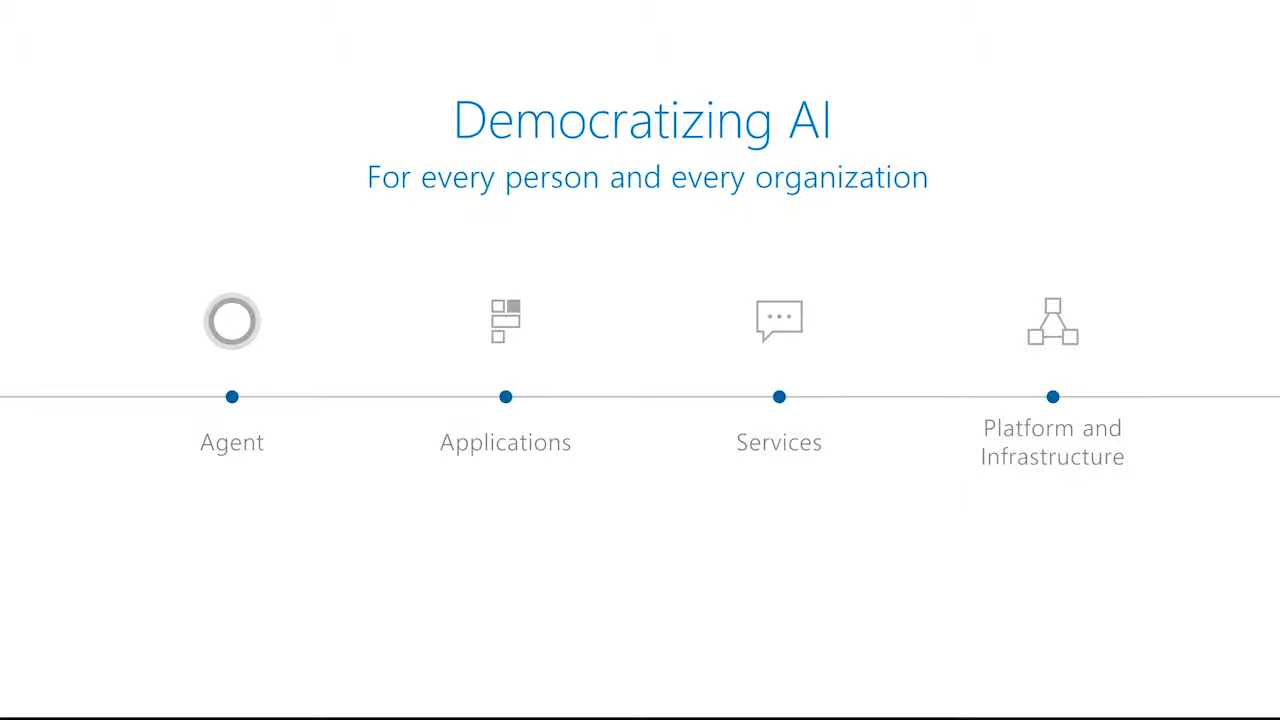 Democratizing AI
For every person and every organization
Agent
Applications
Services
Platform and
Infrastructure